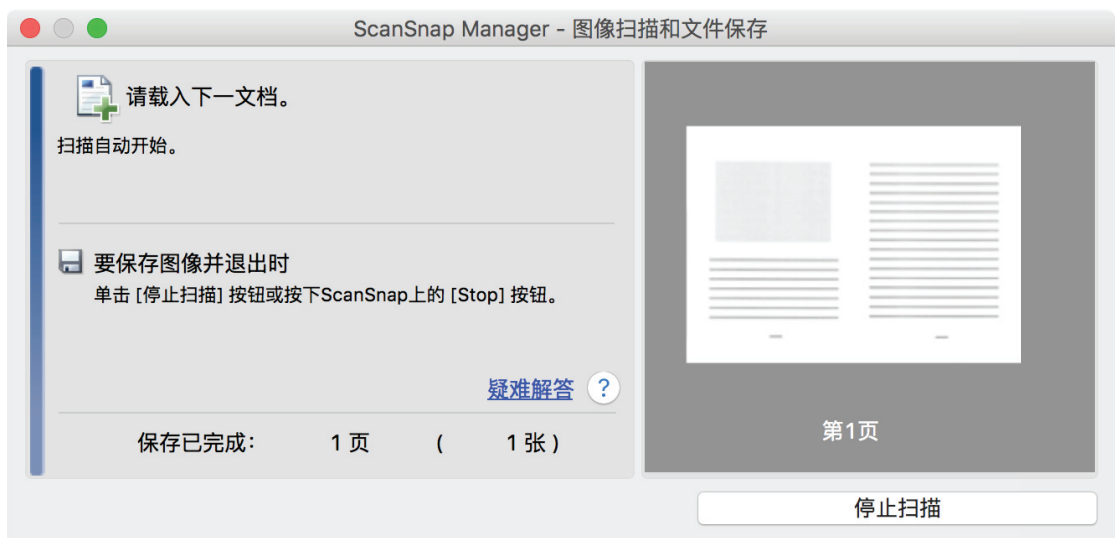 ScanSnap Manager - 图像扫描和文件保存
请载入下一文档。
扫描自动开始。
要保存图像并退出时
单击 [停止扫描] 按钮或按下ScanSnap上的 [Stop] 按钮。
疑难解答 ?
保存已完成： 1 页 ( 1 张 )
第1页
停止扫描